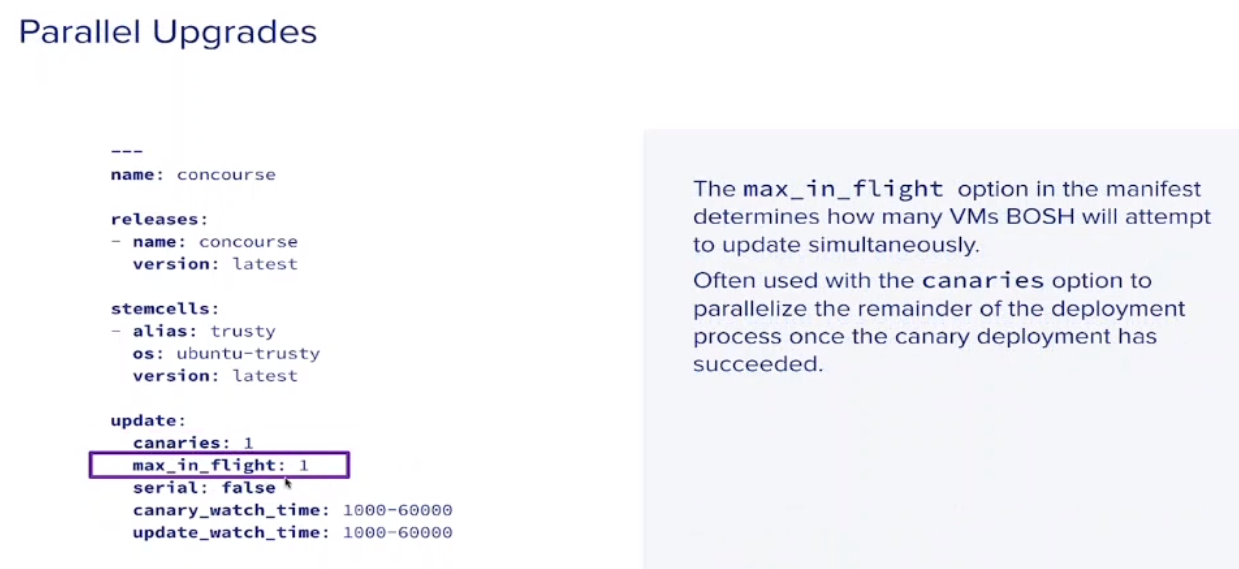 Parallel Upgrades
---
name: concourse
releases:
- name: concourse
version: latest
stemcells:
- alias: trusty
os: ubuntu-trusty
version: latest
update:
canaries: 1
max_in_flight: 1
serial: false
canary_watch_time: 1000-60000
update_watch_time: 1000-60000
The max_in_flight option in the manifest
determines how many VMs BOSH will attempt
to update simultaneously.
Often used with the canaries option to
parallelize the remainder of the deployment
process once the canary deployment has
succeeded.